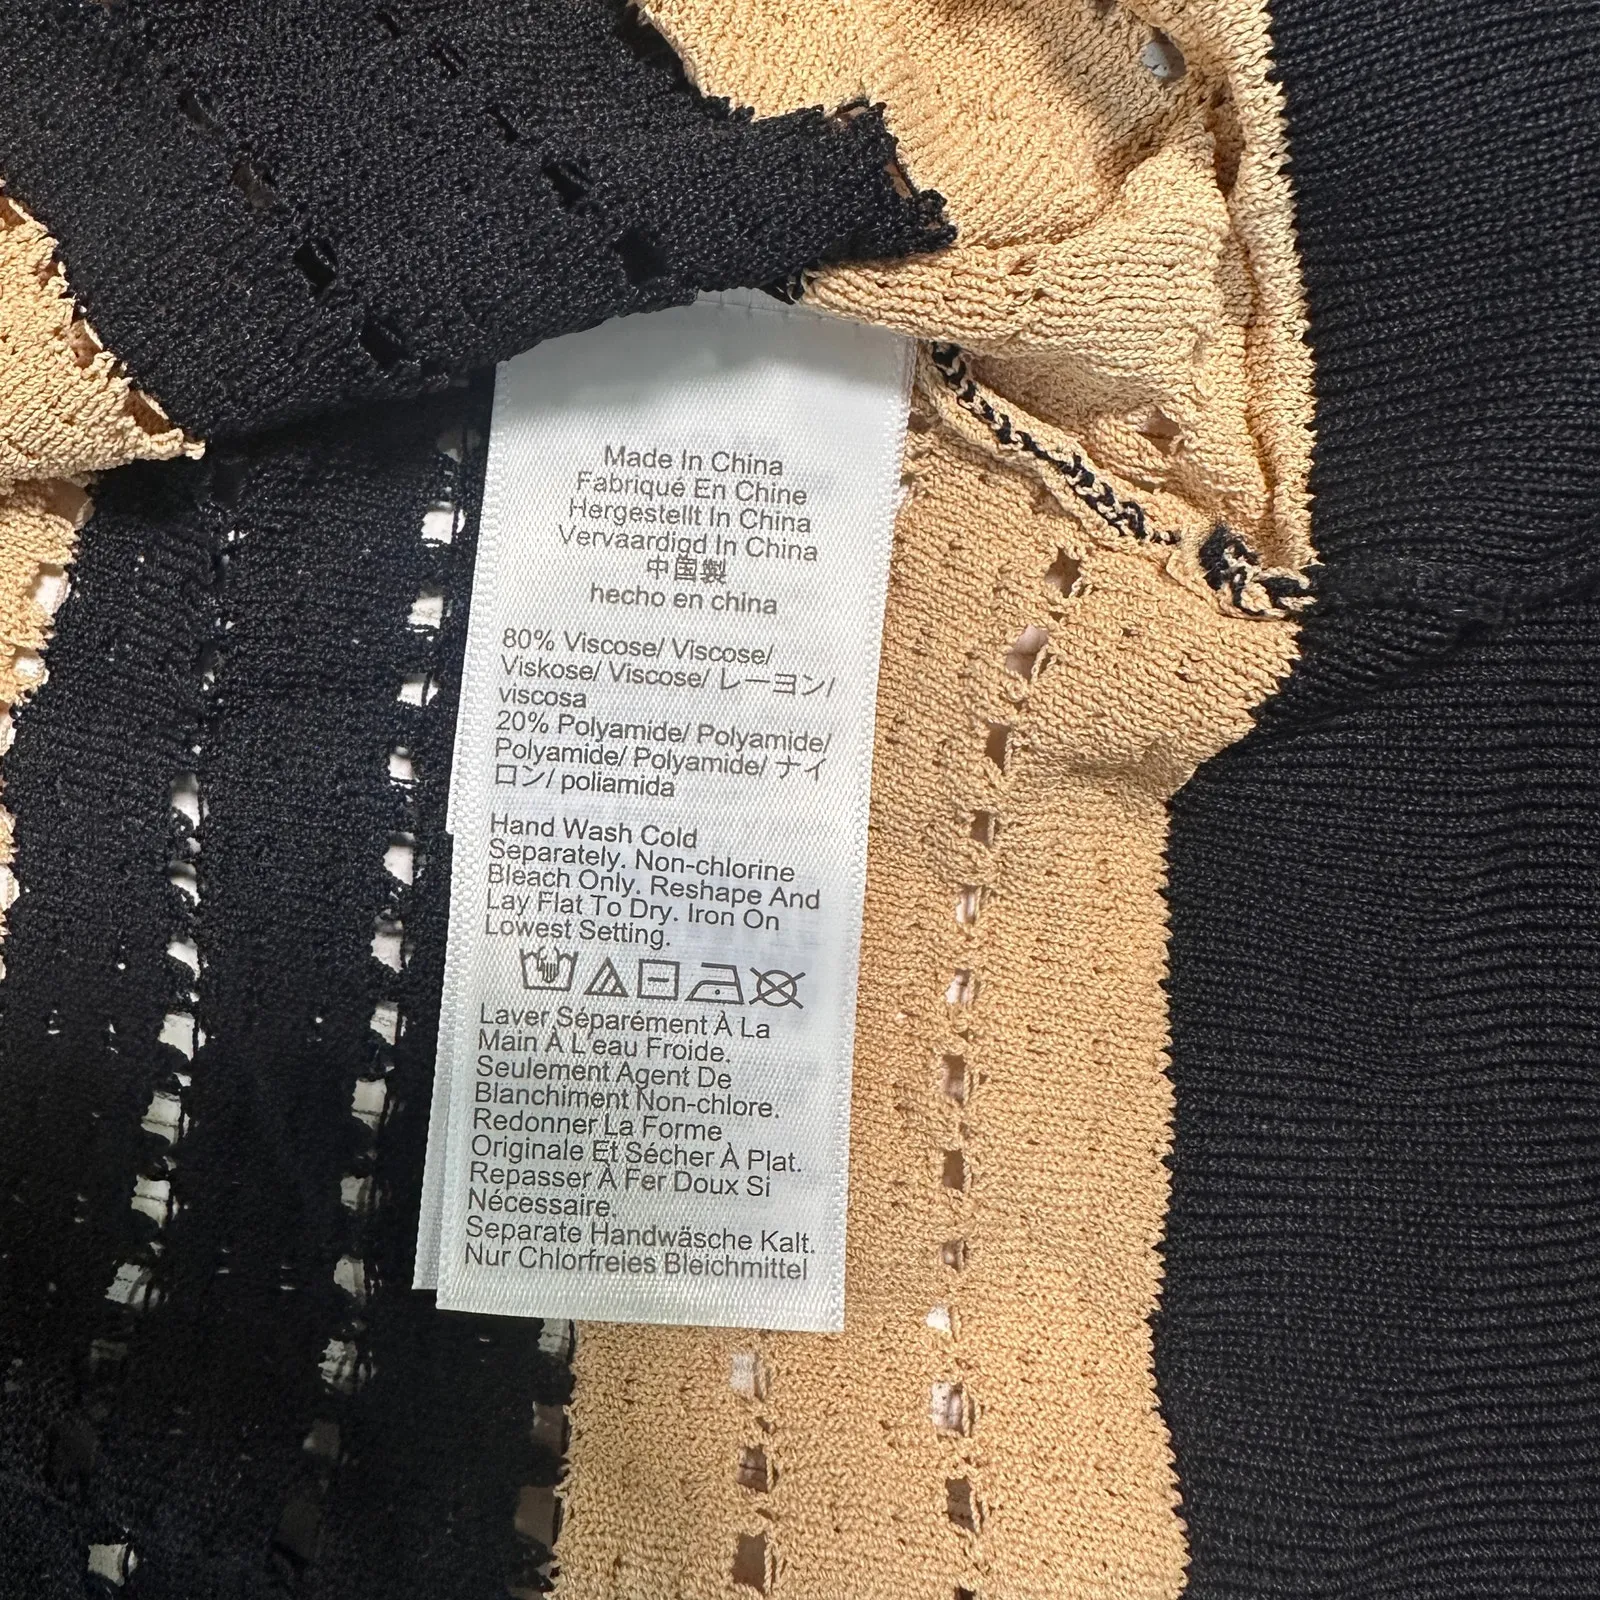 Made In China
Fabriqué En Chine
Hergestellt In China
Vervaardigd In China
中国製
hecho en china
80% Viscose/ Viscose/
Viskose/ Viscose/ レーヨン/
viscosa
20% Polyamide/ Polyamide/
Polyamide/ Polyamide/ ナイ
ロン/ poliamida
Hand Wash Cold
Separately. Non-chlorine
Bleach Only. Reshape And
Lay Flat To Dry. Iron On
Lowest Setting.
Laver Séparément À La
Main À L'eau Froide.
Seulement Agent De
Blanchiment Non-chlore.
Redonner La Forme
Originale Et Sécher À Plat.
Repasser À Fer Doux Si
Nécessaire.
Separate Handwäsche Kalt.
Nur Chlorfreies Bleichmittel